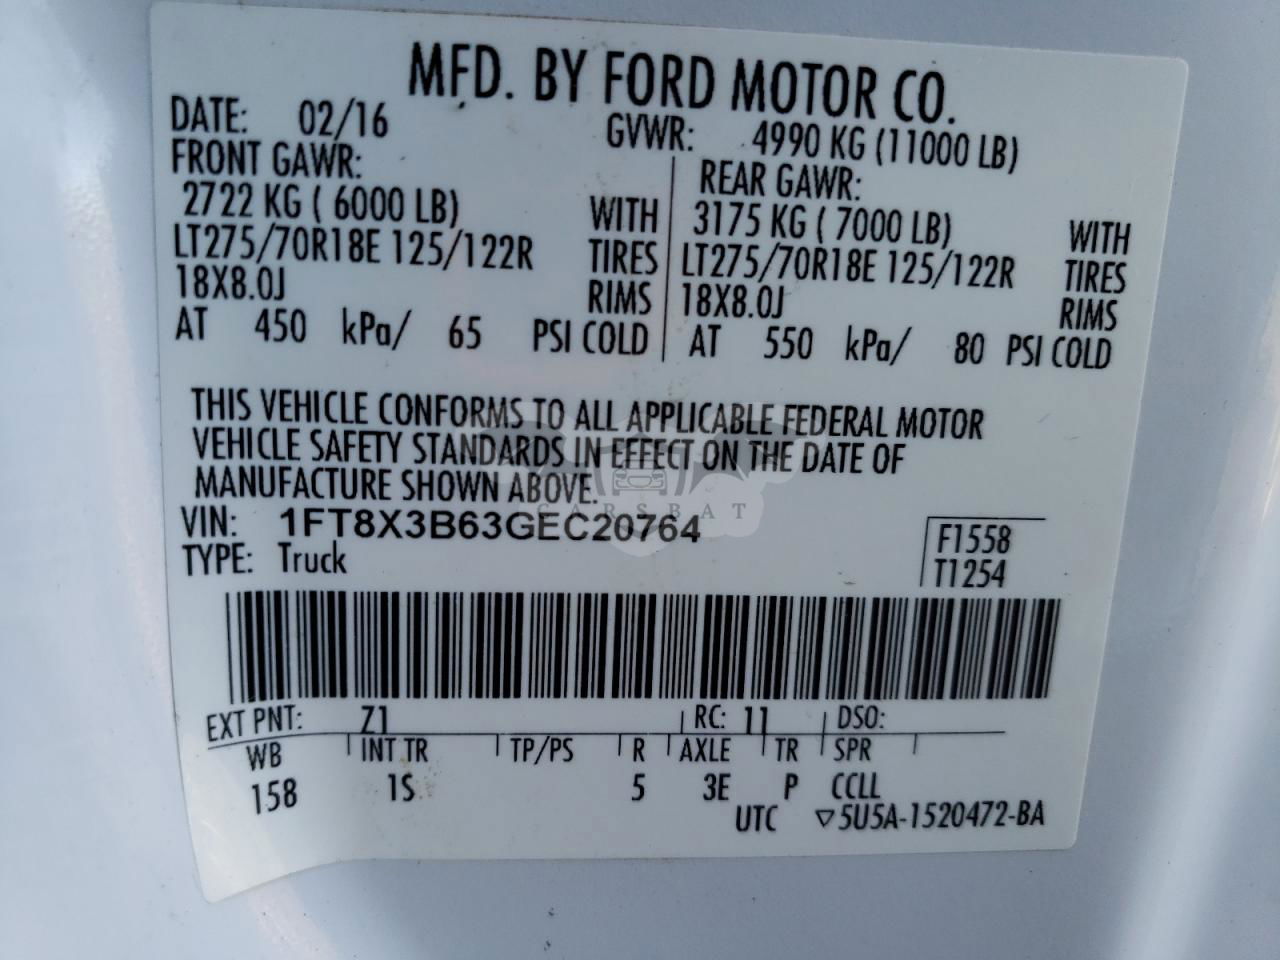 MFD. BY FORD MOTOR CO.
DATE: 02/16 GVWR: 4990 KG (11000 LB)
FRONT GAWR: REAR GAWR:
2722 KG ( 6000 LB) WITH 3175 KG ( 7000 LB) WITH
LT275/70R18E 125/122R TIRES LT275/70R18E 125/122R TIRES
18X8.0J RIMS 18X8.0J RIMS
AT 450 kPa/ 65 PSI COLD AT 550 kPa/ 80 PSI COLD
THIS VEHICLE CONFORMS TO ALL APPLICABLE FEDERAL MOTOR
VEHICLE SAFETY STANDARDS IN EFFECT ON THE DATE OF
MANUFACTURE SHOWN ABOVE.
CARSBAT
VIN: 1FT8X3B63GEC20764
TYPE: Truck
F1558
T1254
EXT PNT: Z1 RC: 11 DSO:
WB INT TR TP/PS R AXLE TR SPR
158 1S 5 3E P CCLL
UTC ▽5U5A-1520472-BA